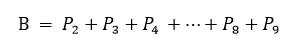 B = P₂ + P₃ + P₄ + ⋯ + P₈ + P₉